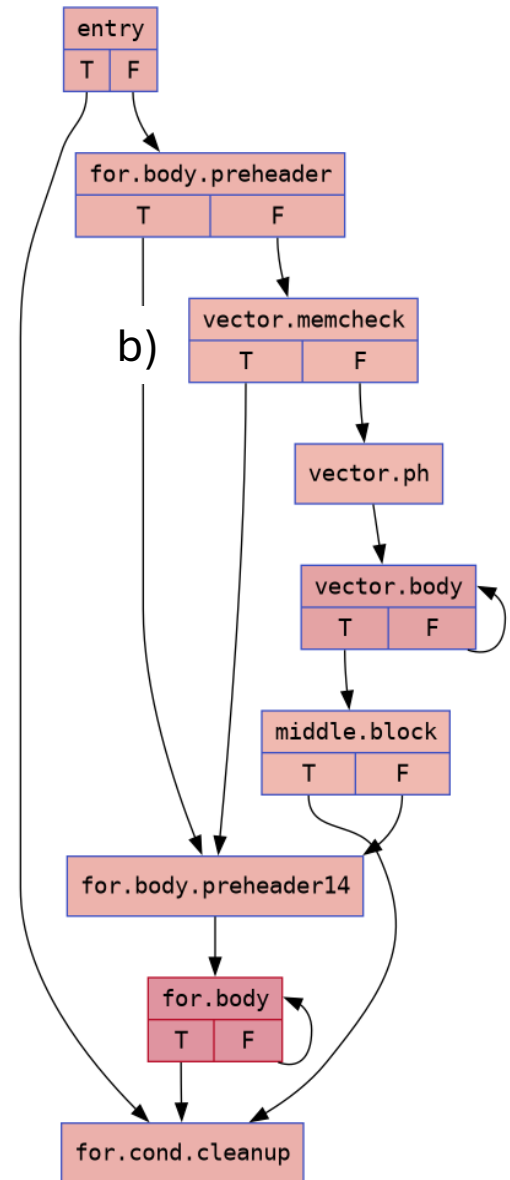 entry
T F
for.body.preheader
T F
b)
vector.memcheck
T F
vector.ph
vector.body
T F
middle.block
T F
for.body.preheader14
for.body
T F
for.cond.cleanup